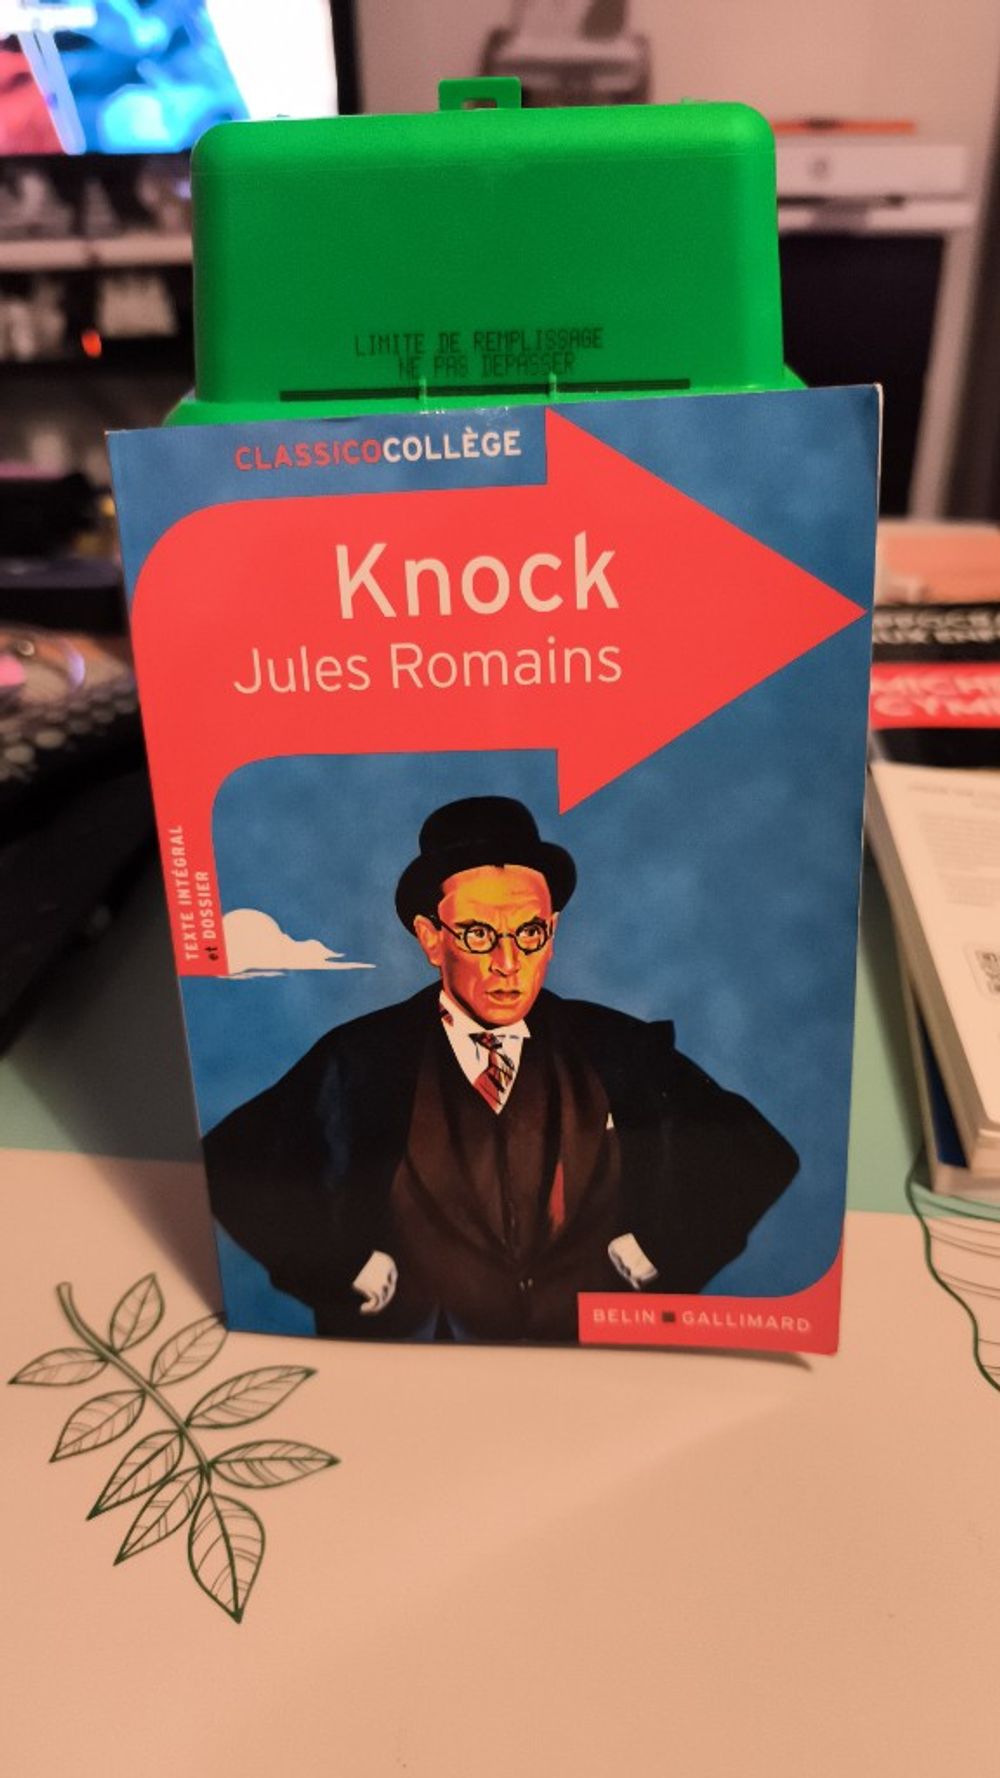 LIMITE DE REMPLISSAGE
NE PAS DEPASSER
CLASSICOCOLLÈGE
Knock
Jules Romains
TEXTE INTÉGRAL
et DOSSIER
BELIN ■ GALLIMARD